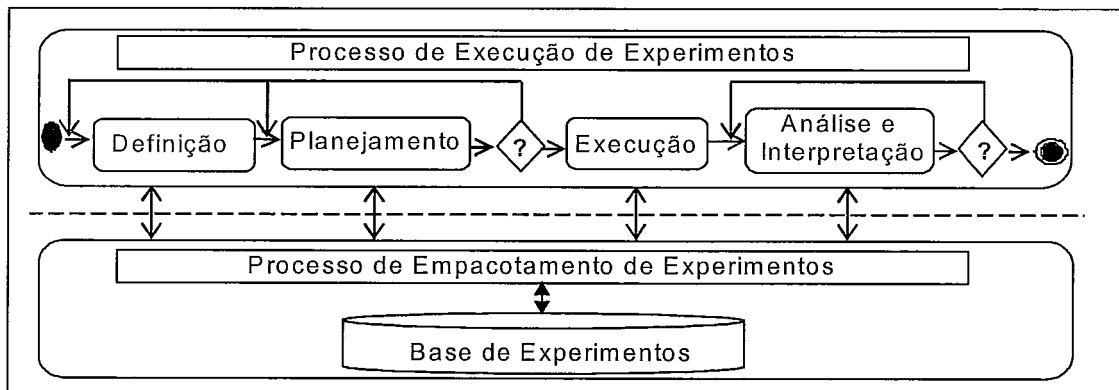 Processo de Execução de Experimentos
Definição
Planejamento
?
Execução
Análise e
Interpretação
?
Processo de Empacotamento de Experimentos
Base de Experimentos